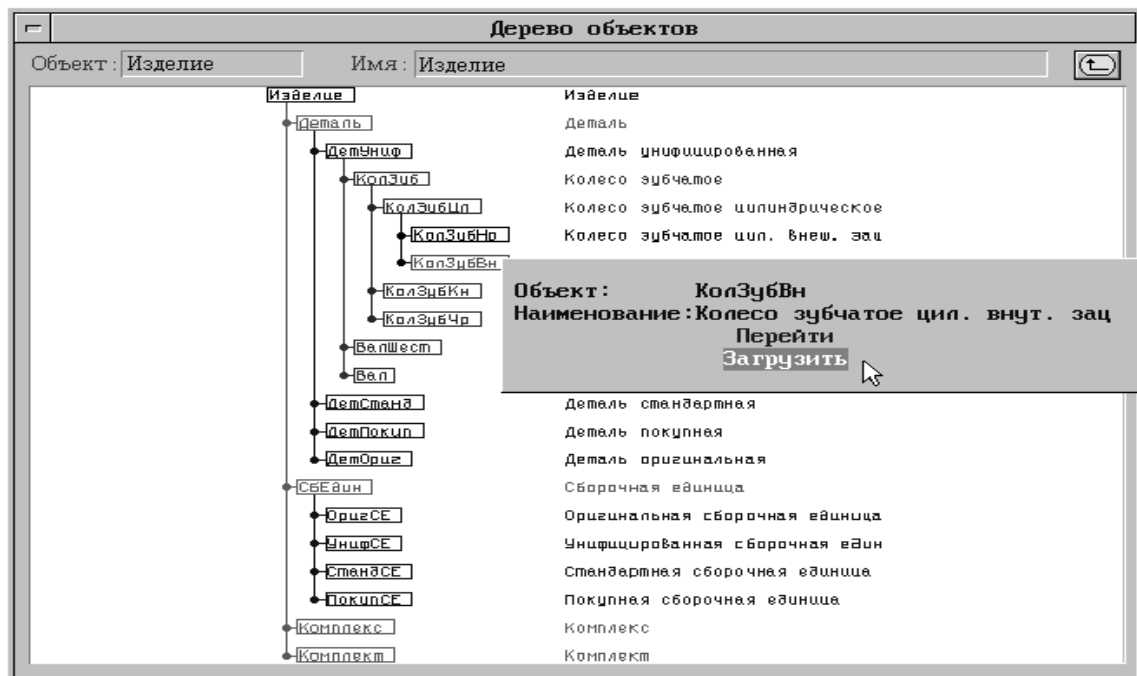 Дерево объектов
Объект: Изделие Имя: Изделие
Изделие Изделие
Деталь Деталь
ДетУниф Деталь унифицированная
КолЗуб Колесо зубчатое
КолЗубЦл Колесо зубчатое цилиндрическое
КолЗубНр Колесо зубчатое цил. внеш. зац
КолЗубВн
КолЗубКн
КолЗубЧр
ВалШест
Вал
Объект: КолЗубВн
Наименование:Колесо зубчатое цил. внут. зац
Перейти
Загрузить
ДетСтанд Деталь стандартная
ДетПокуп Деталь покупная
ДетОриг Деталь оригинальная
СбЕдин Сборочная единица
ОригСЕ Оригинальная сборочная единица
УнифСЕ Унифицированная сборочная един
СтандСЕ Стандартная сборочная единица
ПокупСЕ Покупная сборочная единица
Комплекс Комплекс
Комплект Комплект